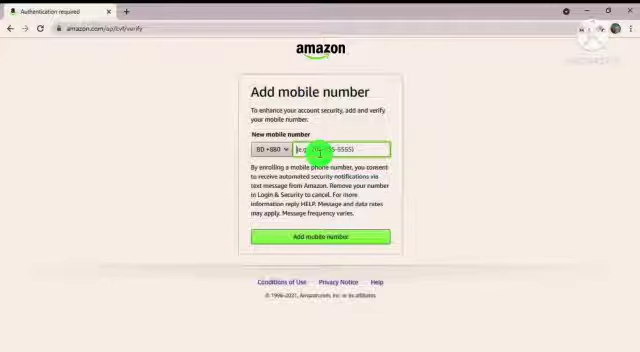 Authentication required
amazon.com/ap/cvf/verify
amazon
Add mobile number
To enhance your account security, add and verify
your mobile number.
New mobile number
BD +880
By enrolling a mobile phone number, you consent
to receive automated security notifications via
text message from Amazon. Remove your number
in Login & Security to cancel. For more
information reply HELP. Message and data rates
may apply. Message frequency varies.
Add mobile number
Conditions of Use Privacy Notice Help
© 1996-2021, Amazon.com, Inc. or its affiliates